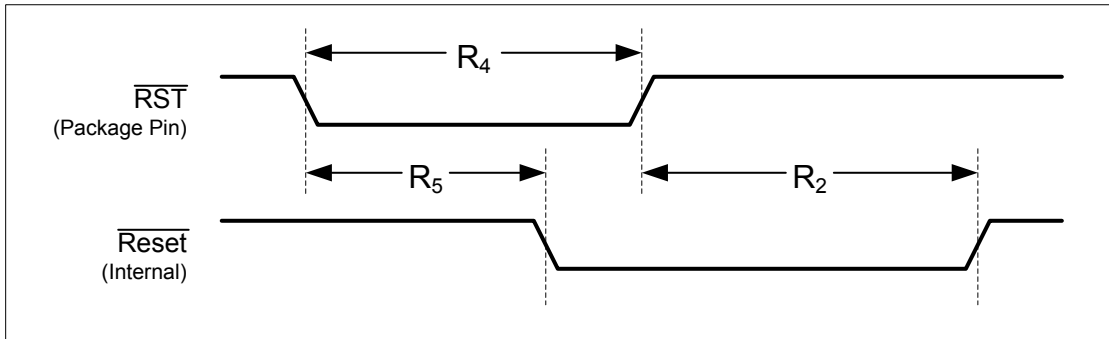 R₄
RST
(Package Pin)
R₅
R₂
Reset
(Internal)